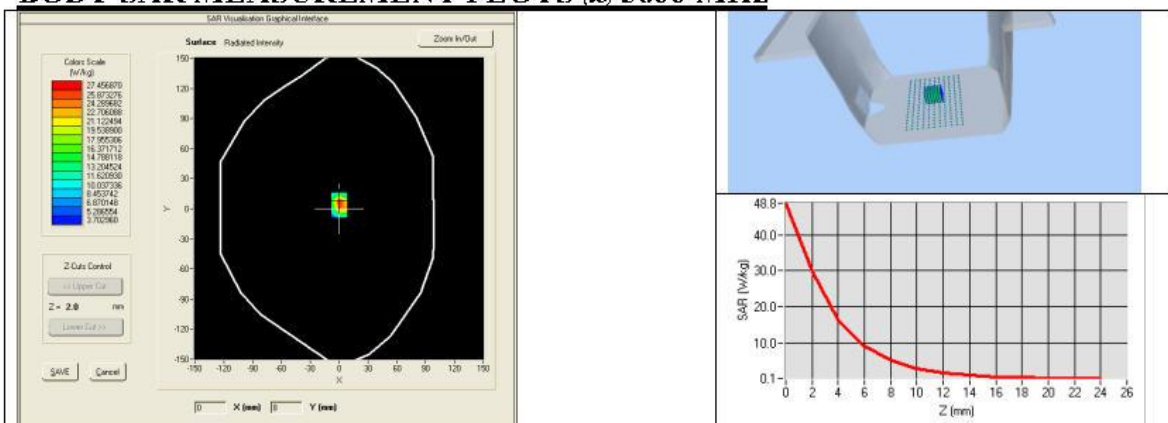 SAR Visualisation Graphical Interface
Surface Radiated Intensity
Zoom In/Out
Colors Scale
(W/kg)
27.456870
25.873276
24.289682
22.706088
21.122494
19.538900
17.955306
16.371712
14.788118
13.204524
11.620930
10.037336
8.453742
6.870148
5.286554
3.702960
Z-Cuts Control
<< Upper Cut
Z = 2.0 mm
Lower Cut >>
SAVE Cancel
150
120
90
60
30
0
-30
-60
-90
-120
-150
Y
-150 -120 -90 -60 -30 0 30 60 90 120 150
X
0 X (mm) 0 Y (mm)
48.8
40.0
30.0
20.0
10.0
0.1
SAR (W/kg)
0 2 4 6 8 10 12 14 16 18 20 22 24 26
Z (mm)